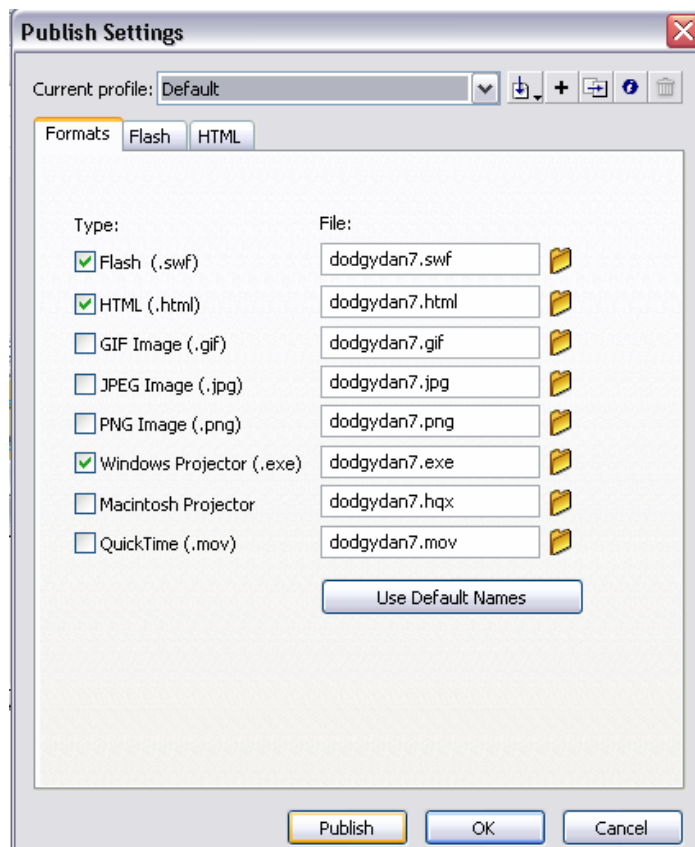 Publish Settings
Current profile: Default
Formats Flash HTML
Type: File:
Flash (.swf) dodgydan7.swf
HTML (.html) dodgydan7.html
GIF Image (.gif) dodgydan7.gif
JPEG Image (.jpg) dodgydan7.jpg
PNG Image (.png) dodgydan7.png
Windows Projector (.exe) dodgydan7.exe
Macintosh Projector dodgydan7.hqx
QuickTime (.mov) dodgydan7.mov
Use Default Names
Publish OK Cancel